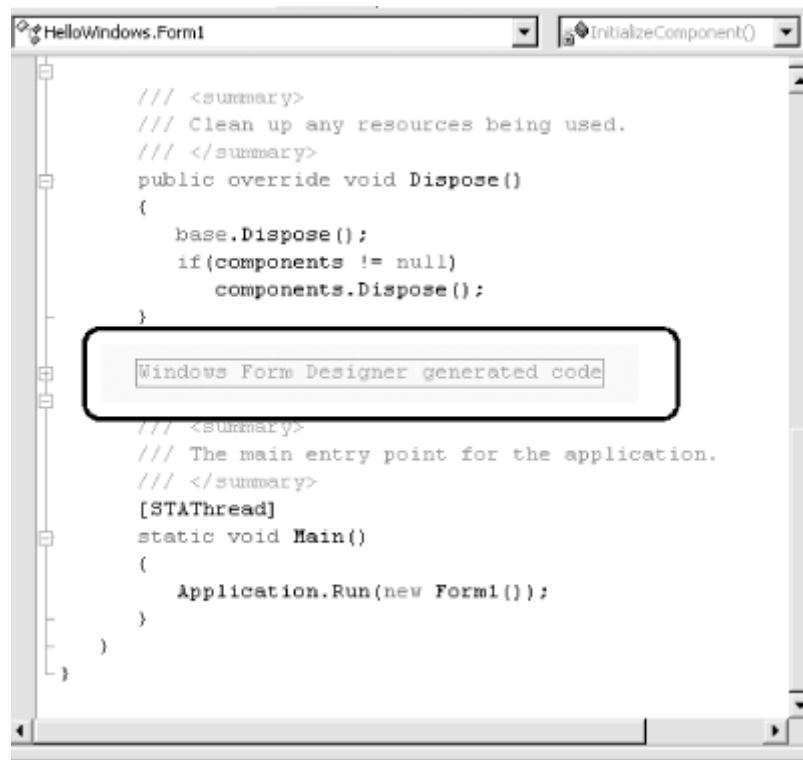 HelloWindows.Form1 InitializeComponent()
/// <summary>
/// Clean up any resources being used.
/// </summary>
public override void Dispose()
{
base.Dispose();
if(components != null)
components.Dispose();
}
Windows Form Designer generated code
/// <summary>
/// The main entry point for the application.
/// </summary>
[STAThread]
static void Main()
{
Application.Run(new Form1());
}
}
}